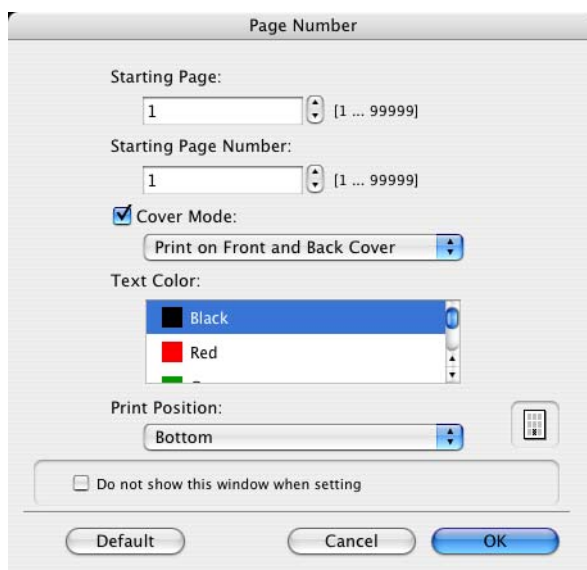 Page Number
Starting Page:
1 [1 ... 99999]
Starting Page Number:
1 [1 ... 99999]
Cover Mode:
Print on Front and Back Cover
Text Color:
Black
Red
Print Position:
Bottom
Do not show this window when setting
Default Cancel OK